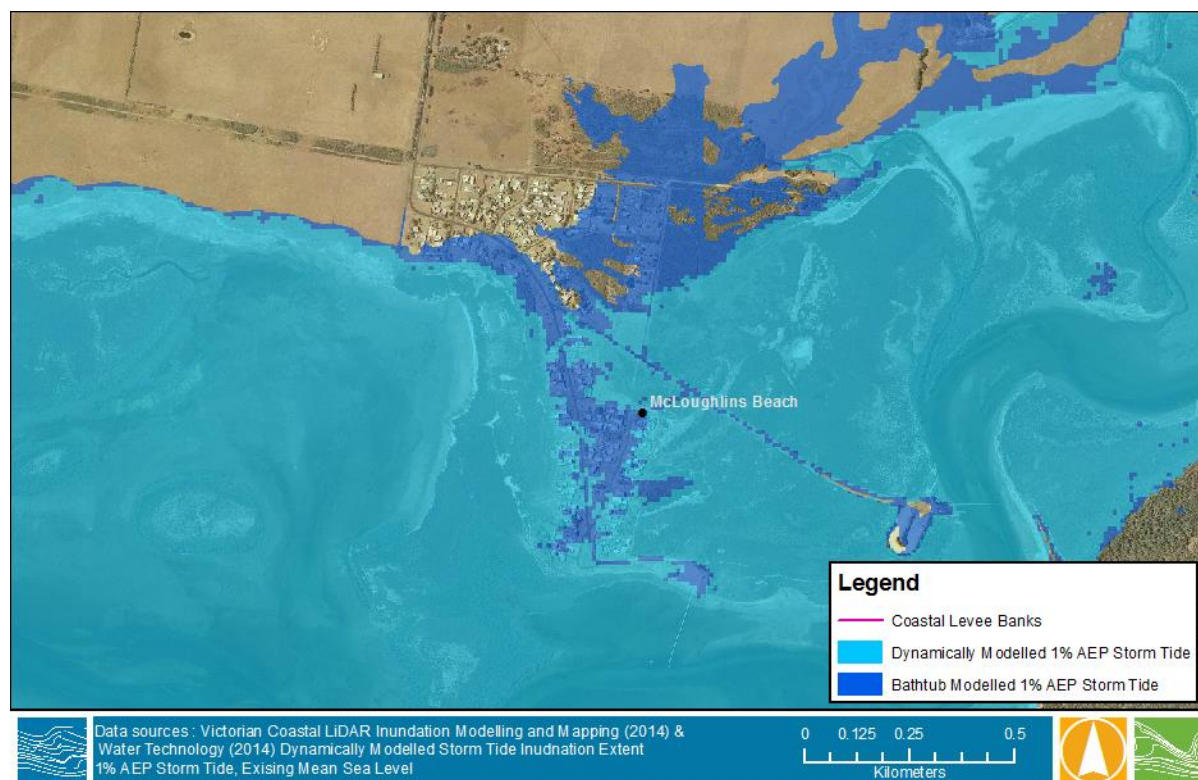 McLoughlins Beach
Legend
Coastal Levee Banks
Dynamically Modelled 1% AEP Storm Tide
Bathtub Modelled 1% AEP Storm Tide
Data sources : Victorian Coastal LiDAR Inundation Modelling and Mapping (2014) &
Water Technology (2014) Dynamically Modelled Storm Tide Inudnation Extent
1% AEP Storm Tide, Exising Mean Sea Level
0 0.125 0.25 0.5
Kilometers